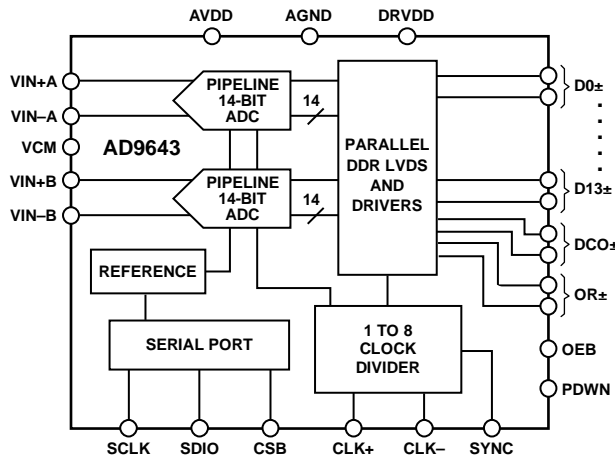 AVDD AGND DRVDD
VIN+A
VIN–A
VCM
VIN+B
VIN–B
AD9643
PIPELINE
14-BIT
ADC
14
PIPELINE
14-BIT
ADC
14
PARALLEL
DDR LVDS
AND
DRIVERS
D0±
D13±
DCO±
OR±
OEB
PDWN
REFERENCE
SERIAL PORT
1 TO 8
CLOCK
DIVIDER
SCLK SDIO CSB CLK+ CLK– SYNC